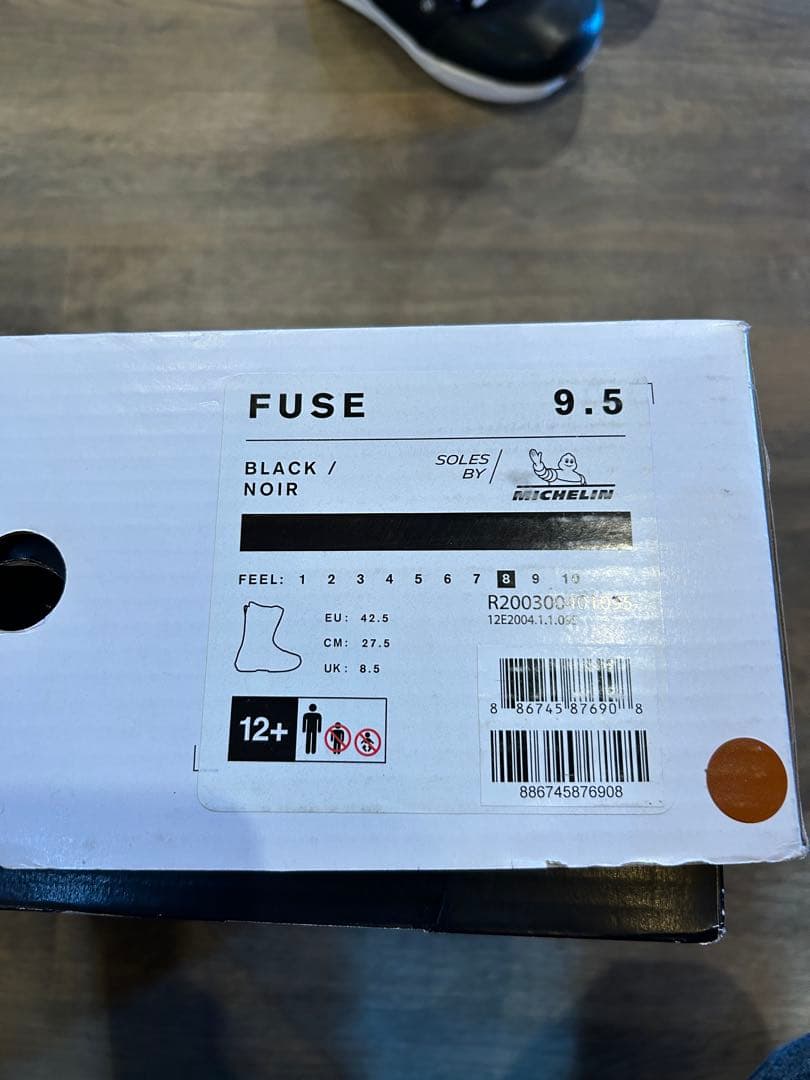 FUSE 9.5
BLACK /
NOIR
SOLES
BY /
MICHELIN
FEEL: 1 2 3 4 5 6 7 8 9 10
EU: 42.5
CM: 27.5
UK: 8.5
12+
8 86745 87690 8
886745876908